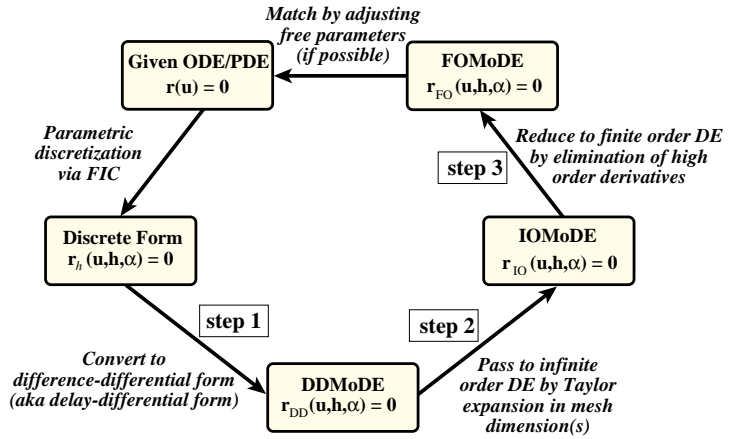 Match by adjusting
free parameters
(if possible)
Given ODE/PDE
r(u) = 0
FOMoDE
r_FO (u,h,α) = 0
Parametric
discretization
via FIC
Reduce to finite order DE
by elimination of high
order derivatives
step 3
Discrete Form
r_h (u,h,α) = 0
IOMoDE
r_IO (u,h,α) = 0
step 1
step 2
Convert to
difference-differential form
(aka delay-differential form)
DDMoDE
r_DD(u,h,α) = 0
Pass to infinite
order DE by Taylor
expansion in mesh
dimension(s)